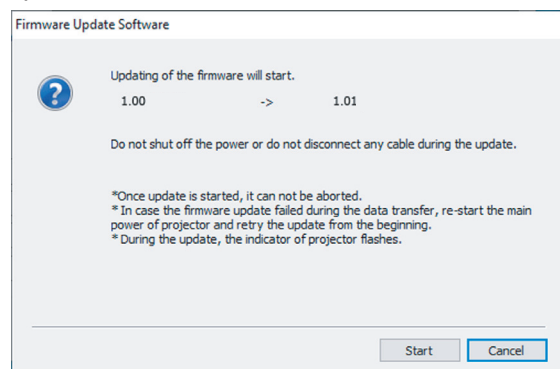 Firmware Update Software
Updating of the firmware will start.
1.00 -> 1.01
Do not shut off the power or do not disconnect any cable during the update.
*Once update is started, it can not be aborted.
* In case the firmware update failed during the data transfer, re-start the main
power of projector and retry the update from the beginning.
* During the update, the indicator of projector flashes.
Start Cancel